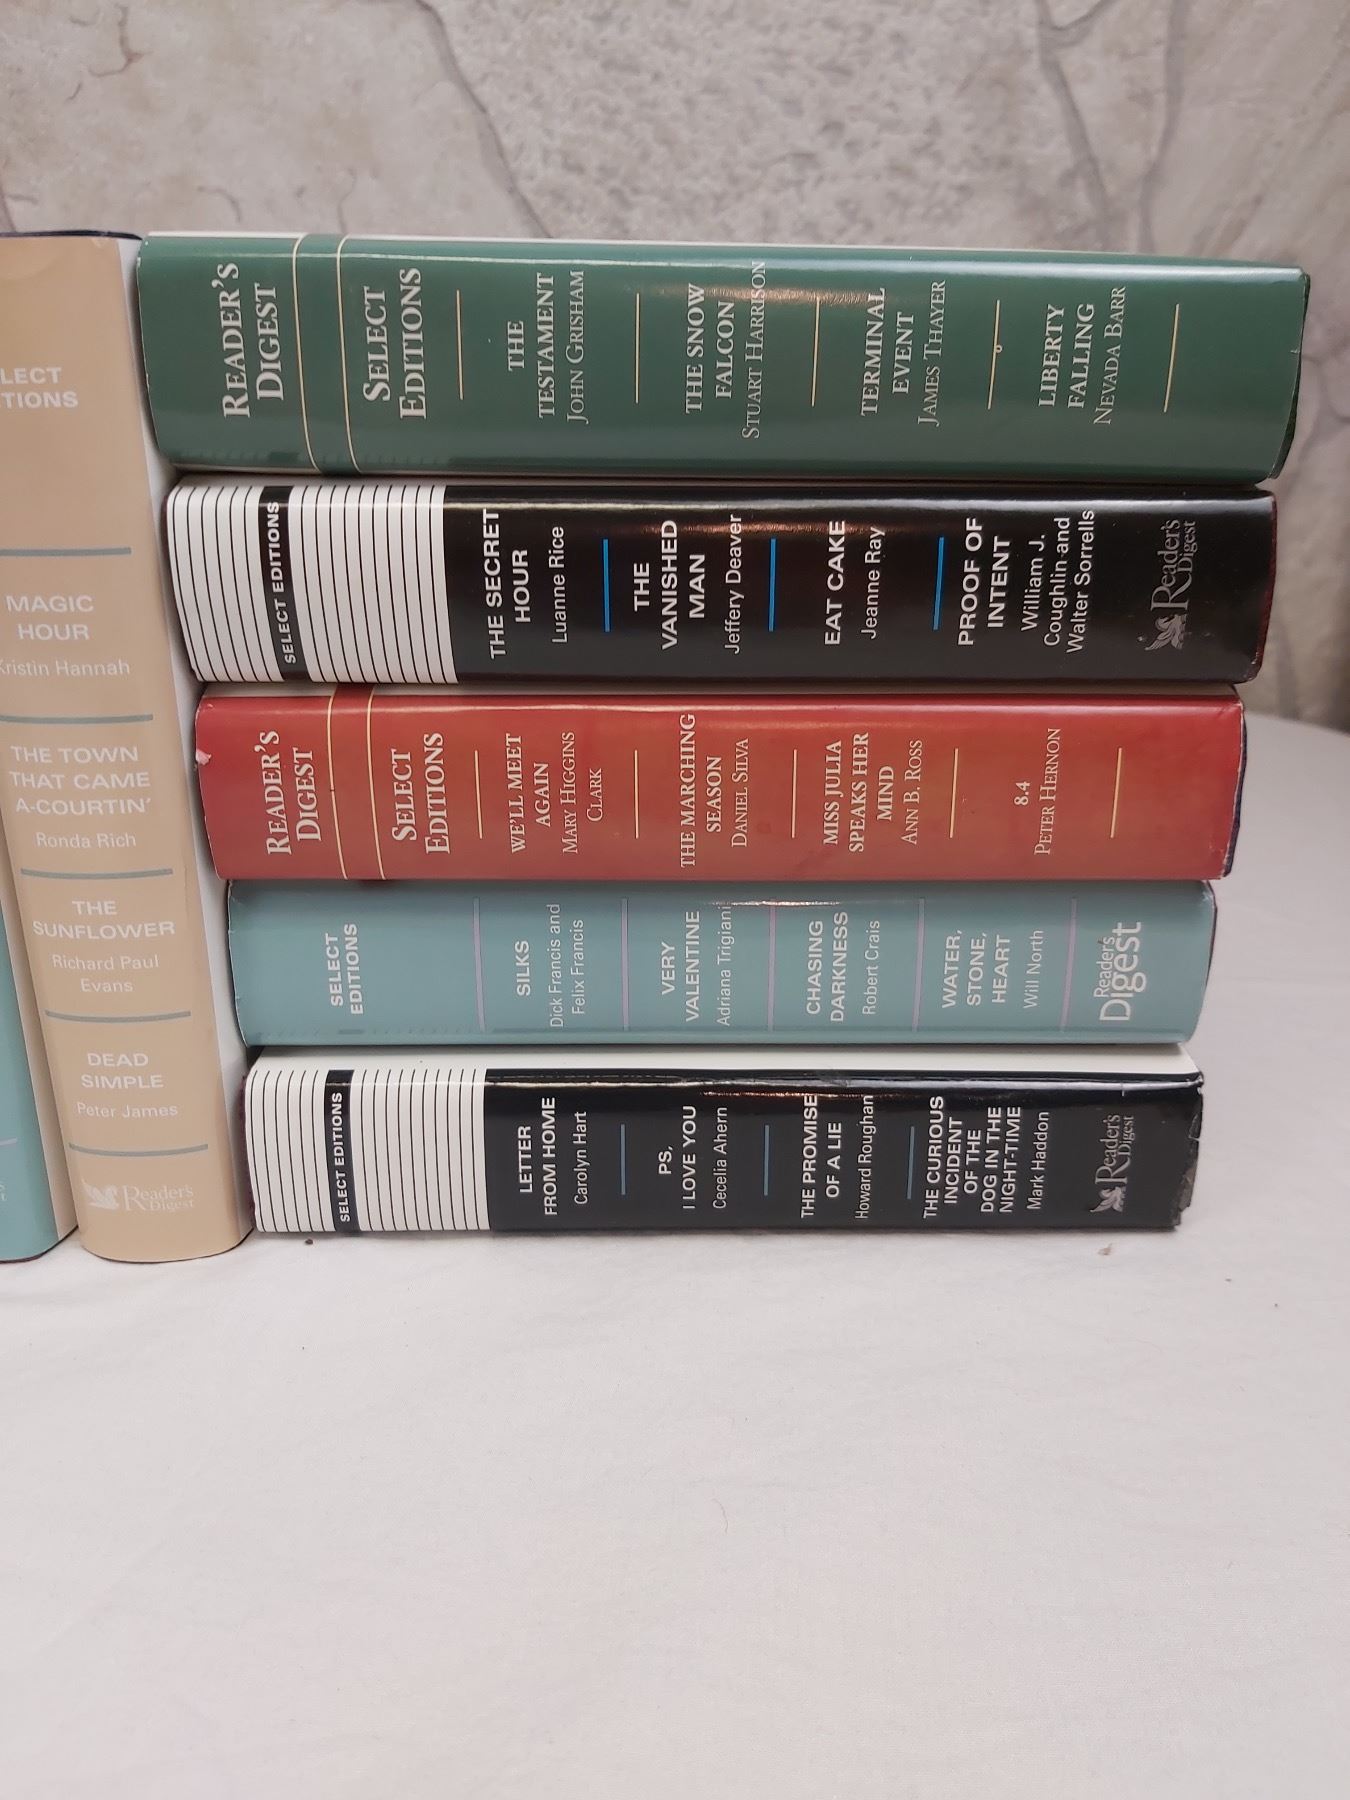 LECT
TIONS
MAGIC
HOUR
Kristin Hannah
THE TOWN
THAT CAME
A-COURTIN'
Ronda Rich
THE
SUNFLOWER
Richard Paul
Evans
DEAD
SIMPLE
Peter James
Reader's
Digest
READER'S
DIGEST
SELECT
EDITIONS
THE
TESTAMENT
JOHN GRISHAM
THE SNOW
FALCON
STUART HARRISON
TERMINAL
EVENT
JAMES THAYER
LIBERTY
FALLING
NEVADA BARR
SELECT EDITIONS
THE SECRET
HOUR
Luanne Rice
THE
VANISHED
MAN
Jeffery Deaver
EAT CAKE
Jeanne Ray
PROOF OF
INTENT
William J.
Coughlin and
Walter Sorrells
Reader's
Digest
READER'S
DIGEST
SELECT
EDITIONS
WE'LL MEET
AGAIN
MARY HIGGINS
CLARK
THE MARCHING
SEASON
DANIEL SILVA
MISS JULIA
SPEAKS HER
MIND
ANN B. ROSS
8.4
PETER HERNON
SELECT
EDITIONS
SILKS
Dick Francis and
Felix Francis
VERY
VALENTINE
Adriana Trigiani
CHASING
DARKNESS
Robert Crais
WATER,
STONE,
HEART
Will North
Reader's
Digest
SELECT EDITIONS
LETTER
FROM HOME
Carolyn Hart
PS,
I LOVE YOU
Cecelia Ahern
THE PROMISE
OF A LIE
Howard Roughan
THE CURIOUS
INCIDENT
OF THE
DOG IN THE
NIGHT-TIME
Mark Haddon
Reader's
Digest